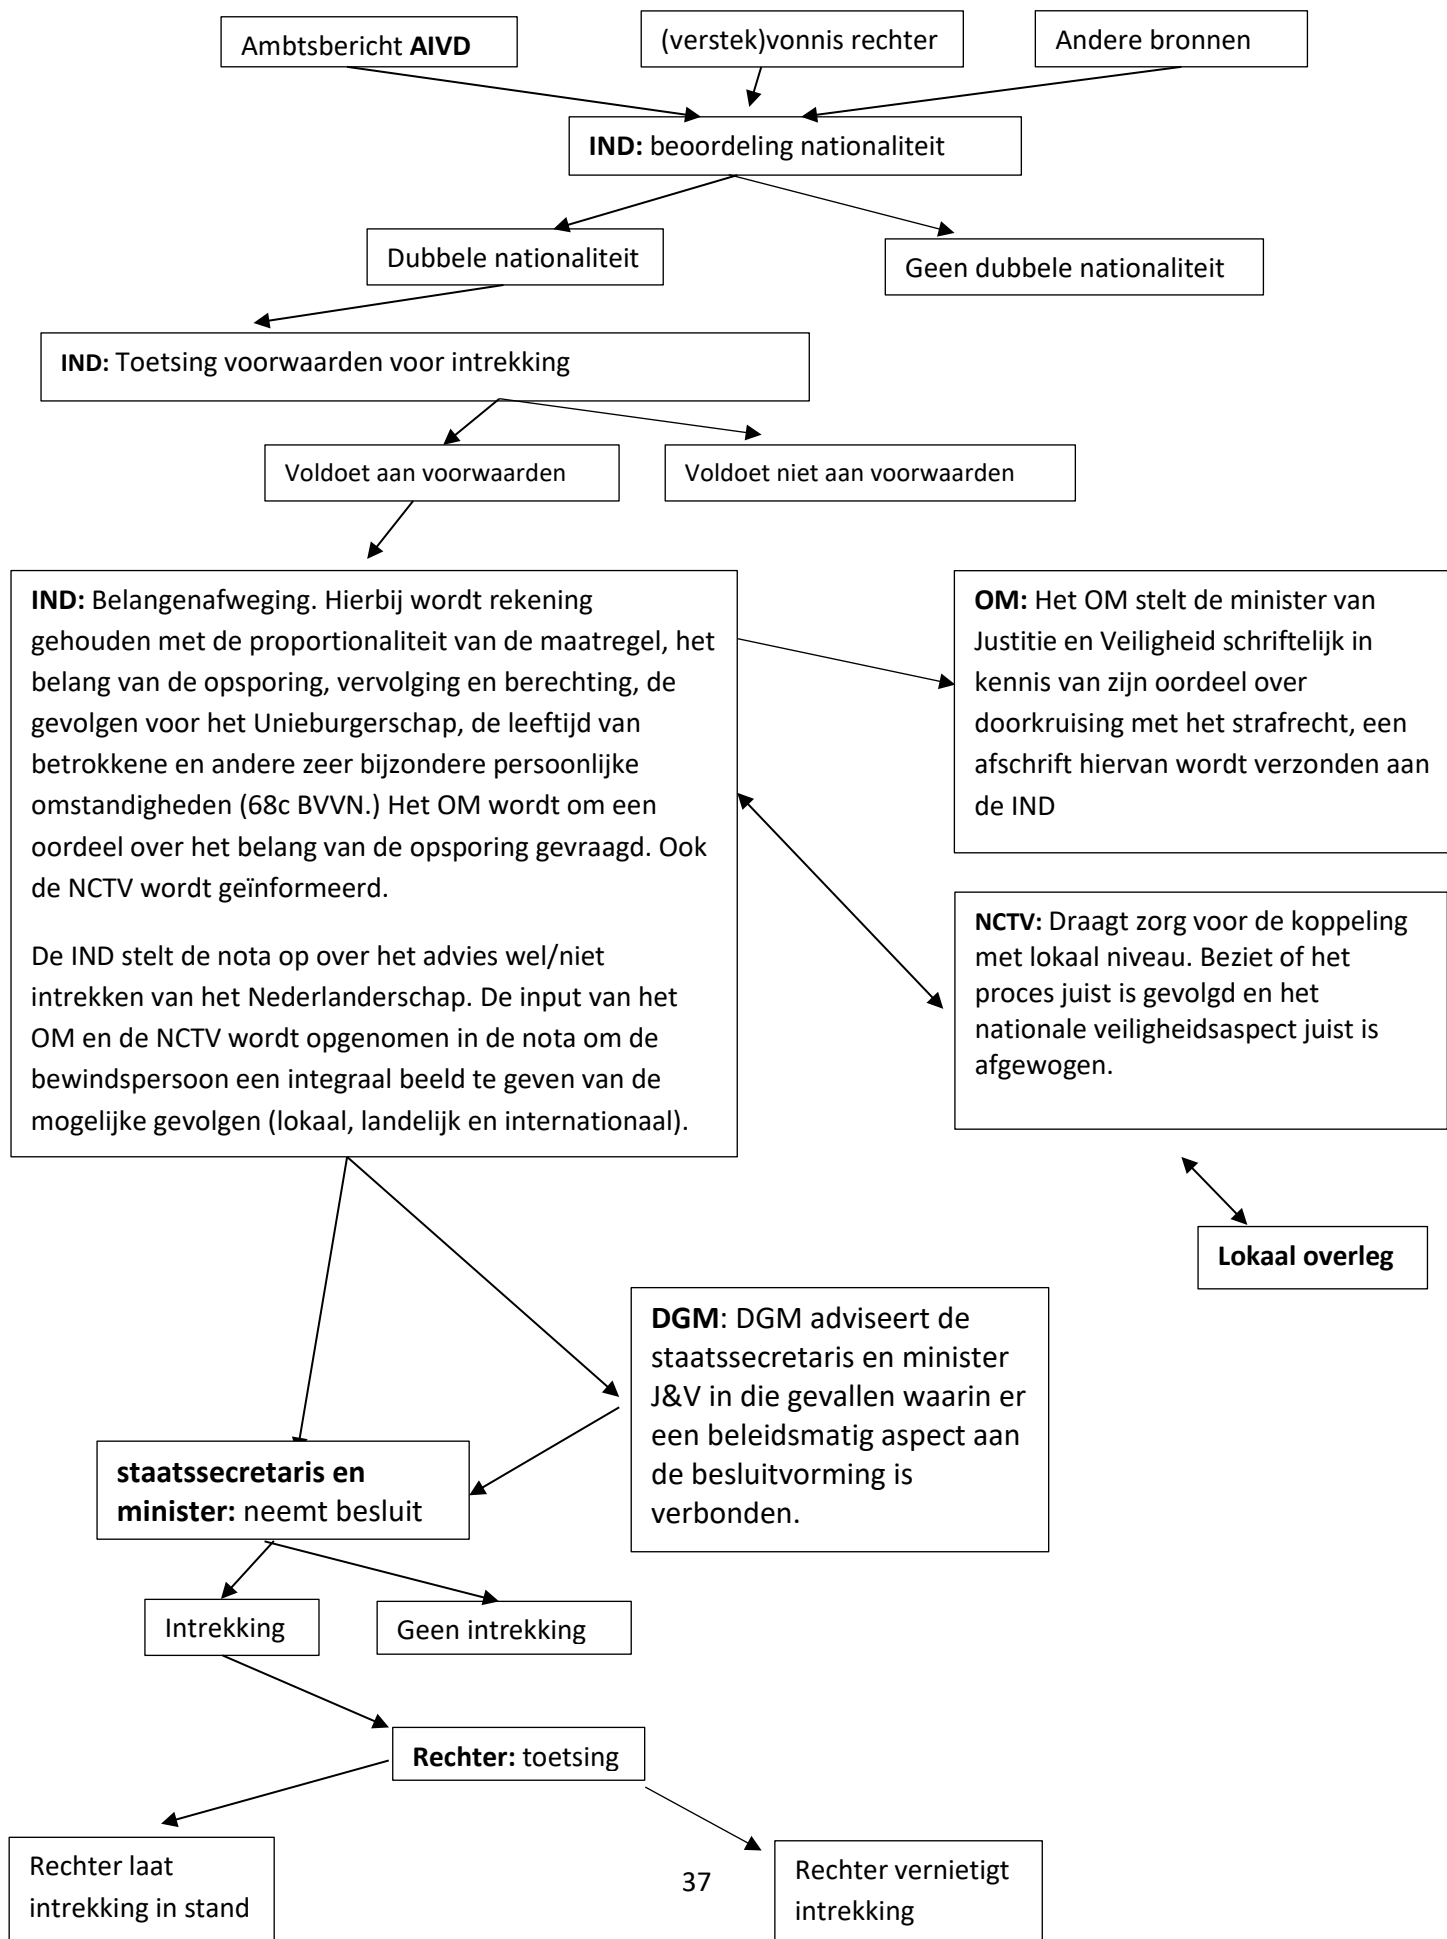 Ambtsbericht AIVD
(verstek)vonnis rechter
Andere bronnen
IND: beoordeling nationaliteit
Dubbele nationaliteit
Geen dubbele nationaliteit
IND: Toetsing voorwaarden voor intrekking
Voldoet aan voorwaarden
Voldoet niet aan voorwaarden
IND: Belangenafweging. Hierbij wordt rekening
gehouden met de proportionaliteit van de maatregel, het
belang van de opsporing, vervolging en berechting, de
gevolgen voor het Unieburgerschap, de leeftijd van
betrokkene en andere zeer bijzondere persoonlijke
omstandigheden (68c BVVN.) Het OM wordt om een
oordeel over het belang van de opsporing gevraagd. Ook
de NCTV wordt geïnformeerd.
De IND stelt de nota op over het advies wel/niet
intrekken van het Nederlanderschap. De input van het
OM en de NCTV wordt opgenomen in de nota om de
bewindspersoon een integraal beeld te geven van de
mogelijke gevolgen (lokaal, landelijk en internationaal).
OM: Het OM stelt de minister van
Justitie en Veiligheid schriftelijk in
kennis van zijn oordeel over
doorkruising met het strafrecht, een
afschrift hiervan wordt verzonden aan
de IND
NCTV: Draagt zorg voor de koppeling
met lokaal niveau. Beziet of het
proces juist is gevolgd en het
nationale veiligheidsaspect juist is
afgewogen.
Lokaal overleg
DGM: DGM adviseert de
staatssecretaris en minister
J&V in die gevallen waarin er
een beleidsmatig aspect aan
de besluitvorming is
verbonden.
staatssecretaris en
minister: neemt besluit
Intrekking
Geen intrekking
Rechter: toetsing
Rechter laat
intrekking in stand
37
Rechter vernietigt
intrekking